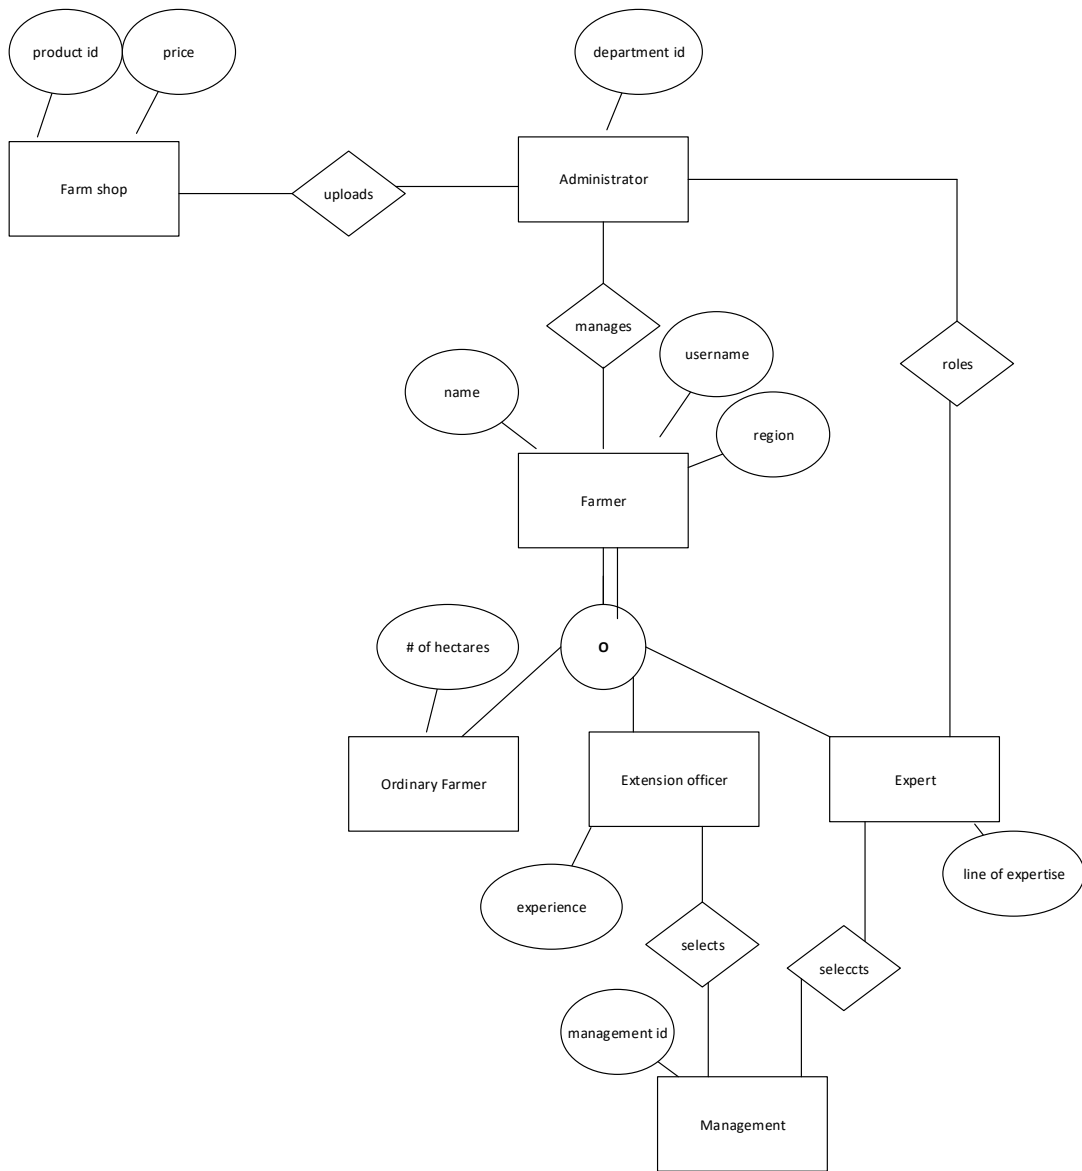 product id
price
department id
Farm shop
uploads
Administrator
manages
username
roles
name
region
Farmer
# of hectares
O
Ordinary Farmer
Extension officer
Expert
line of expertise
experience
selects
seleccts
management id
Management